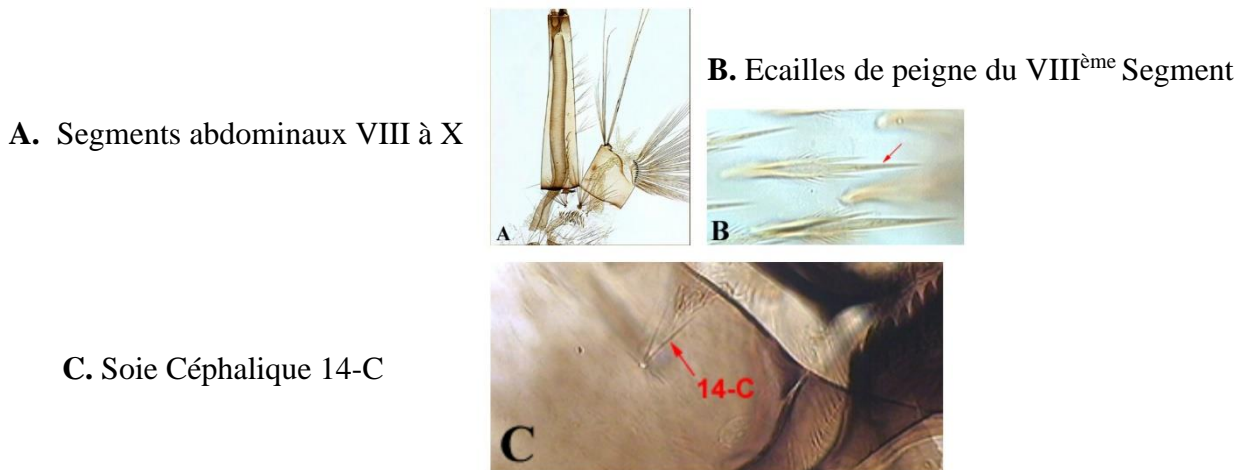 B. Ecailles de peigne du VIIIème Segment
A. Segments abdominaux VIII à X
A
B
C. Soie Céphalique 14-C
14-C
C